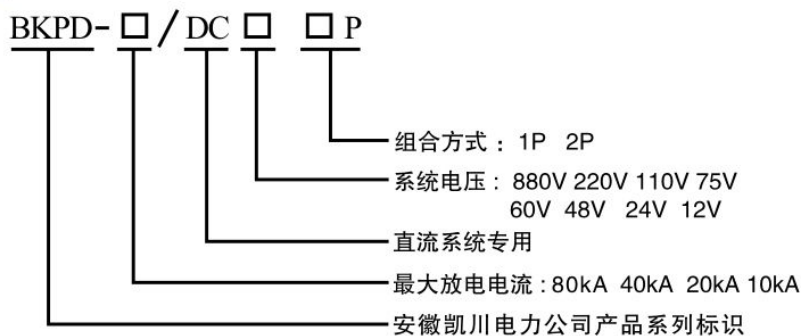 BKPD-□/DC□ □P
组合方式：1P 2P
系统电压：880V 220V 110V 75V
60V 48V 24V 12V
直流系统专用
最大放电电流：80kA 40kA 20kA 10kA
安徽凯川电力公司产品系列标识